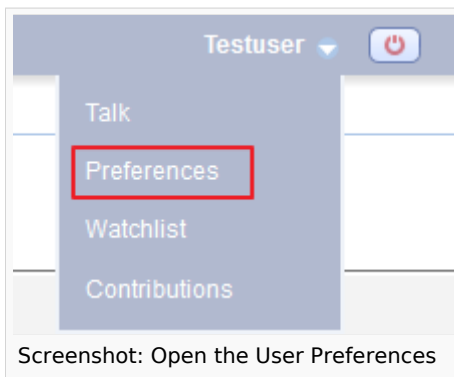 Testuser
Talk
Preferences
Watchlist
Contributions
Screenshot: Open the User Preferences